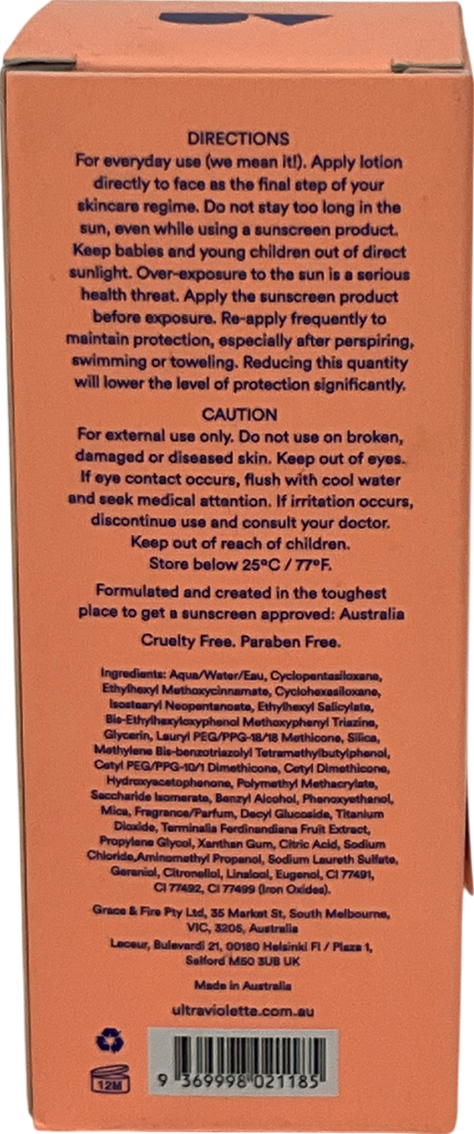 DIRECTIONS
For everyday use (we mean it!). Apply lotion
directly to face as the final step of your
skincare regime. Do not stay too long in the
sun, even while using a sunscreen product.
Keep babies and young children out of direct
sunlight. Over-exposure to the sun is a serious
health threat. Apply the sunscreen product
before exposure. Re-apply frequently to
maintain protection, especially after perspiring,
swimming or toweling. Reducing this quantity
will lower the level of protection significantly.
CAUTION
For external use only. Do not use on broken,
damaged or diseased skin. Keep out of eyes.
If eye contact occurs, flush with cool water
and seek medical attention. If irritation occurs,
discontinue use and consult your doctor.
Keep out of reach of children.
Store below 25ºC / 77ºF.
Formulated and created in the toughest
place to get a sunscreen approved: Australia
Cruelty Free. Paraben Free.
Ingredients: Aqua/Water/Eau, Cyclopentasiloxane,
Ethylhexyl Methoxycinnamate, Cyclohexasiloxane,
Isostearyl Neopentanoate, Ethylhexyl Salicylate,
Bis-Ethylhexyloxyphenol Methoxyphenyl Triazine,
Glycerin, Lauryl PEG/PPG-18/18 Methicone, Silica,
Methylene Bis-benzotriazolyl Tetramethylbutylphenol,
Cetyl PEG/PPG-10/1 Dimethicone, Cetyl Dimethicone,
Hydroxyacetophenone, Polymethyl Methacrylate,
Saccharide Isomerate, Benzyl Alcohol, Phenoxyethanol,
Mica, Fragrance/Parfum, Decyl Glucoside, Titanium
Dioxide, Terminalia Ferdinandiana Fruit Extract,
Propylene Glycol, Xanthan Gum, Citric Acid, Sodium
Chloride,Aminomethyl Propanol, Sodium Laureth Sulfate,
Geraniol, Citronellol, Linalool, Eugenol, CI 77491,
CI 77492, CI 77499 (Iron Oxides).
Grace & Fire Pty Ltd, 35 Market St, South Melbourne,
VIC, 3205, Australia
Laceur, Bulevardi 21, 00180 Helsinki FI / Plaza 1,
Salford M50 3UB UK
Made in Australia
ultraviolette.com.au
12M
9 369998 021185